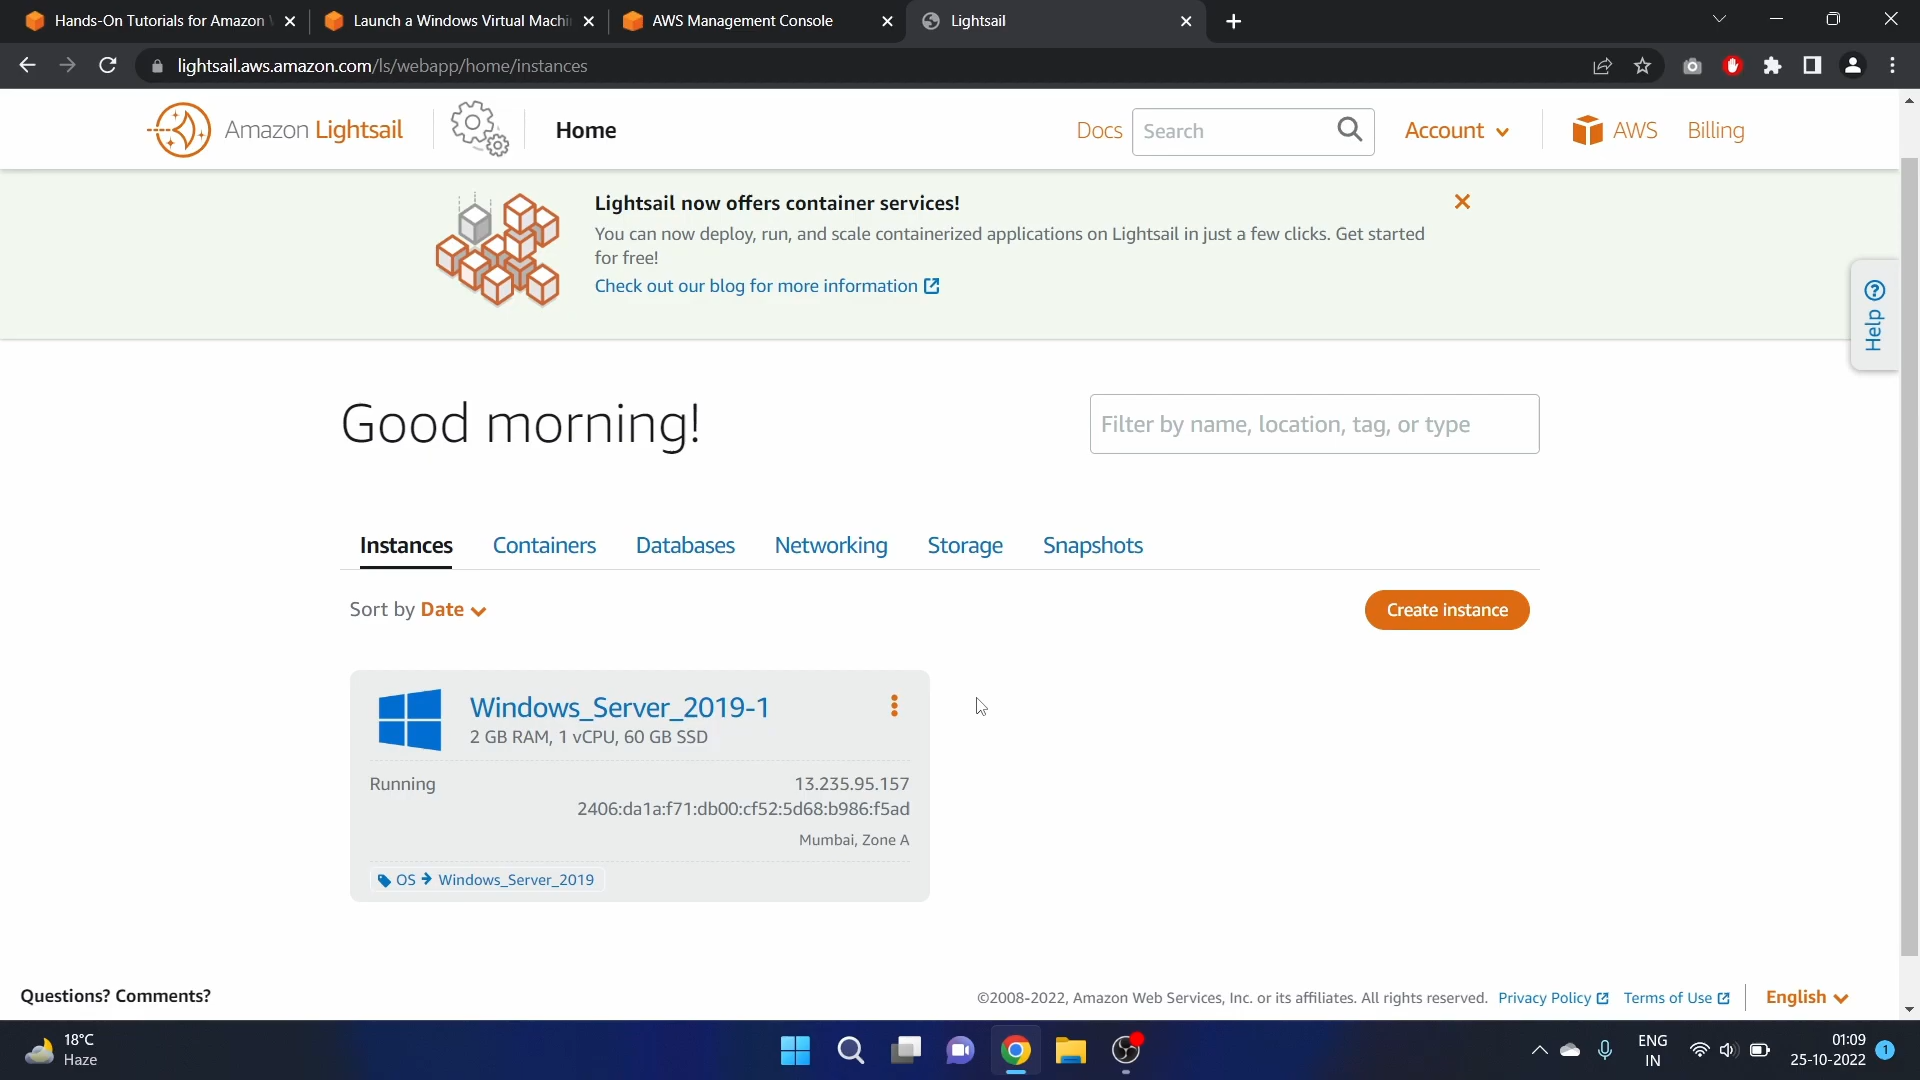 Hands-On Tutorials for Amazon
Launch a Windows Virtual Machi
AWS Management Console
Lightsail
lightsail.aws.amazon.com/ls/webapp/home/instances
Amazon Lightsail
Home
Docs
Search
Account
AWS
Billing
Lightsail now offers container services!
You can now deploy, run, and scale containerized applications on Lightsail in just a few clicks. Get started
for free!
Check out our blog for more information
Help
Good morning!
Filter by name, location, tag, or type
Instances
Containers
Databases
Networking
Storage
Snapshots
Sort by Date
Create instance
Windows_Server_2019-1
2 GB RAM, 1 vCPU, 60 GB SSD
Running
13.235.95.157
2406:da1a:f71:db00:cf52:5d68:b986:f5ad
Mumbai, Zone A
OS → Windows_Server_2019
Questions? Comments?
©2008-2022, Amazon Web Services, Inc. or its affiliates. All rights reserved.
Privacy Policy
Terms of Use
English
18°C
Haze
ENG
IN
01:09
25-10-2022
1